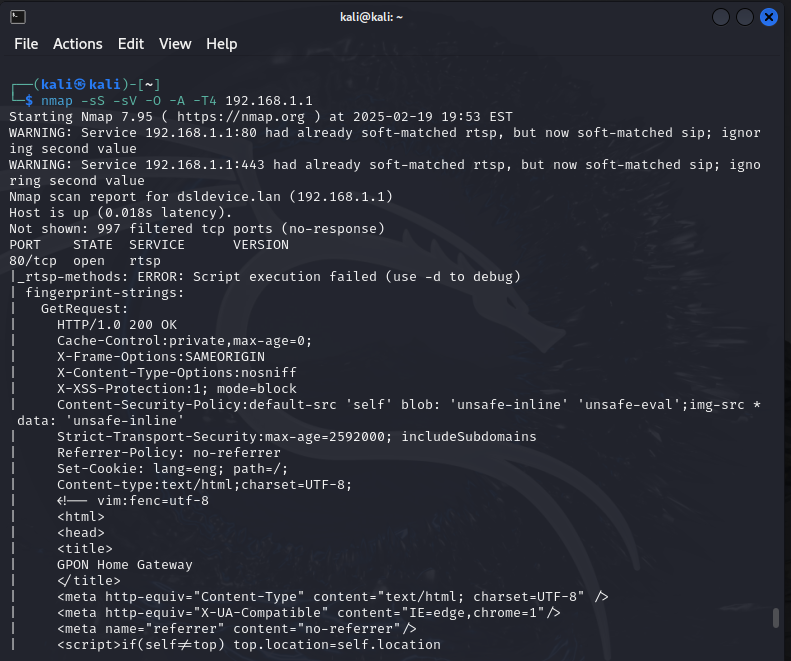 kali@kali: ~
File Actions Edit View Help
┌──(kali㉿kali)-[~]
└─$ nmap -sS -sV -O -A -T4 192.168.1.1
Starting Nmap 7.95 ( https://nmap.org ) at 2025-02-19 19:53 EST
WARNING: Service 192.168.1.1:80 had already soft-matched rtsp, but now soft-matched sip; ignor
ing second value
WARNING: Service 192.168.1.1:443 had already soft-matched rtsp, but now soft-matched sip; igno
ring second value
Nmap scan report for dsldevice.lan (192.168.1.1)
Host is up (0.018s latency).
Not shown: 997 filtered tcp ports (no-response)
PORT    STATE  SERVICE      VERSION
80/tcp  open   rtsp
|_rtsp-methods: ERROR: Script execution failed (use -d to debug)
| fingerprint-strings:
|   GetRequest:
|     HTTP/1.0 200 OK
|     Cache-Control:private,max-age=0;
|     X-Frame-Options:SAMEORIGIN
|     X-Content-Type-Options:nosniff
|     X-XSS-Protection:1; mode=block
|     Content-Security-Policy:default-src 'self' blob: 'unsafe-inline' 'unsafe-eval';img-src *
 data: 'unsafe-inline'
|     Strict-Transport-Security:max-age=2592000; includeSubdomains
|     Referrer-Policy: no-referrer
|     Set-Cookie: lang=eng; path=/;
|     Content-type:text/html;charset=UTF-8;
|     <!-- vim:fenc=utf-8
|     <html>
|     <head>
|     <title>
|     GPON Home Gateway
|     </title>
|     <meta http-equiv="Content-Type" content="text/html; charset=UTF-8" />
|     <meta http-equiv="X-UA-Compatible" content="IE=edge,chrome=1"/>
|     <meta name="referrer" content="no-referrer"/>
|     <script>if(self!=top) top.location=self.location